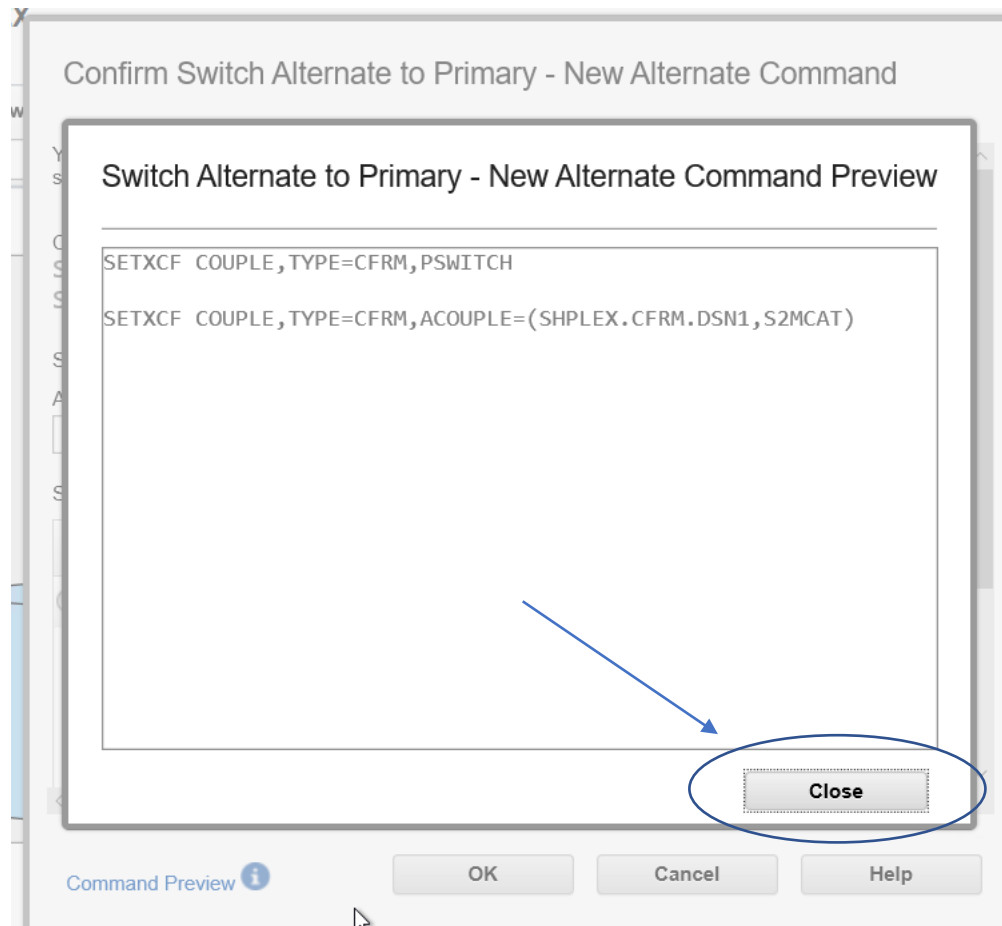 Confirm Switch Alternate to Primary - New Alternate Command
Switch Alternate to Primary - New Alternate Command Preview
SETXCF COUPLE,TYPE=CFRM,PSWITCH
SETXCF COUPLE,TYPE=CFRM,ACOUPLE=(SHPLEX.CFRM.DSN1,S2MCAT)
Close
Command Preview
OK
Cancel
Help